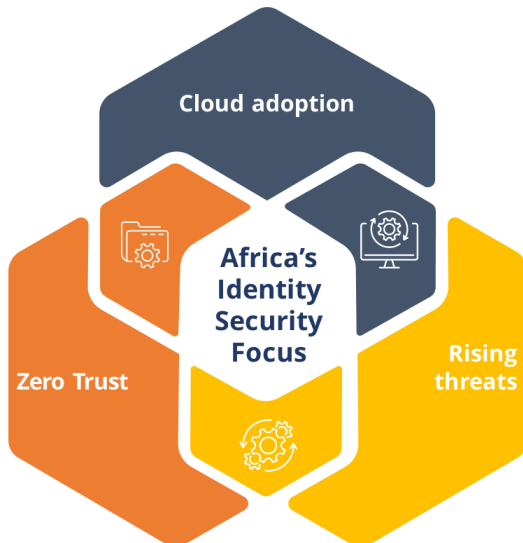 Cloud adoption
Africa’s
Identity
Security
Focus
Zero Trust
Rising
threats